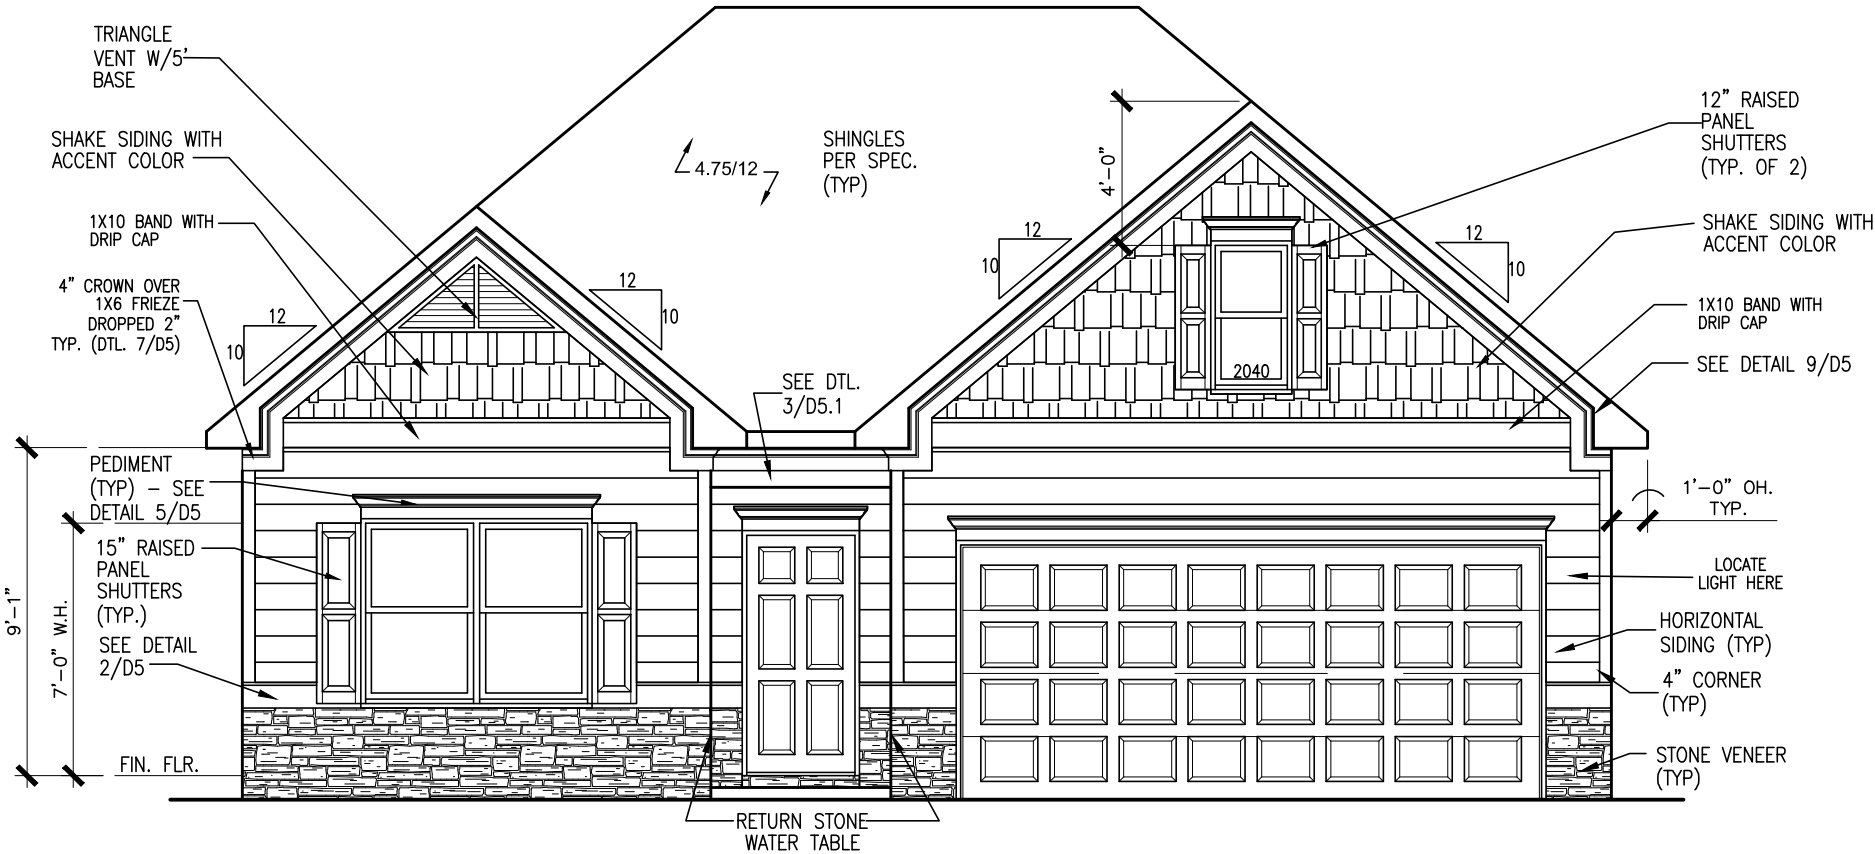 TRIANGLE
VENT W/5'
BASE
SHAKE SIDING WITH
ACCENT COLOR
1X10 BAND WITH
DRIP CAP
4" CROWN OVER
1X6 FRIEZE
DROPPED 2"
TYP. (DTL. 7/D5)
12
10
12
10
4.75/12
SHINGLES
PER SPEC.
(TYP)
4'-0"
12
10
12
10
12" RAISED
PANEL
SHUTTERS
(TYP. OF 2)
SHAKE SIDING WITH
ACCENT COLOR
1X10 BAND WITH
DRIP CAP
SEE DETAIL 9/D5
2040
SEE DTL.
3/D5.1
PEDIMENT
(TYP) – SEE
DETAIL 5/D5
15" RAISED
PANEL
SHUTTERS
(TYP.)
SEE DETAIL
2/D5
9'-1"
7'-0" W.H.
FIN. FLR.
1'-0" OH.
TYP.
LOCATE
LIGHT HERE
HORIZONTAL
SIDING (TYP)
4" CORNER
(TYP)
STONE VENEER
(TYP)
RETURN STONE
WATER TABLE